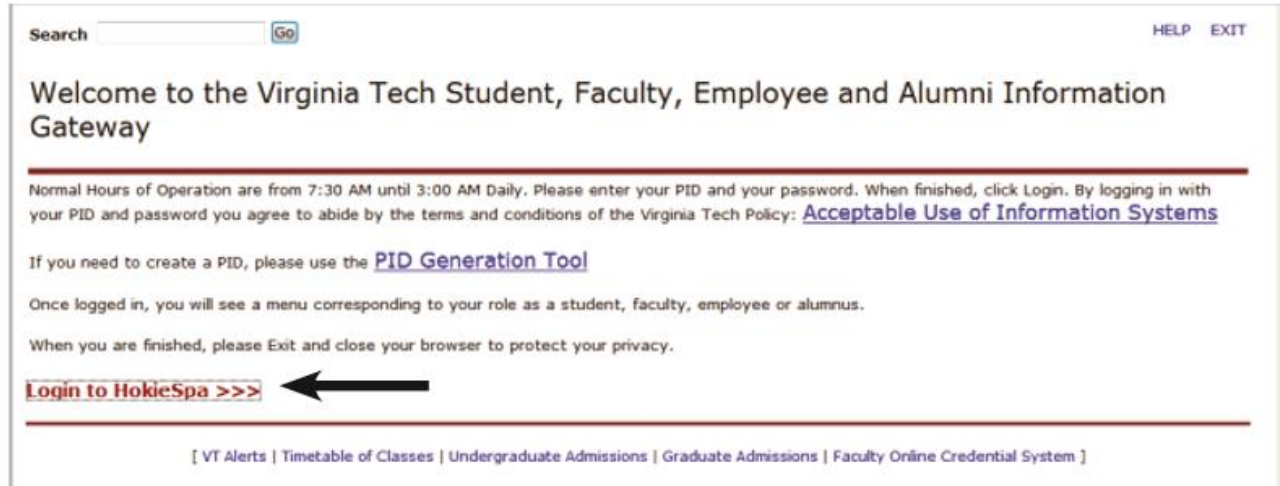 Search Go HELP EXIT
Welcome to the Virginia Tech Student, Faculty, Employee and Alumni Information
Gateway
Normal Hours of Operation are from 7:30 AM until 3:00 AM Daily. Please enter your PID and your password. When finished, click Login. By logging in with
your PID and password you agree to abide by the terms and conditions of the Virginia Tech Policy: Acceptable Use of Information Systems
If you need to create a PID, please use the PID Generation Tool
Once logged in, you will see a menu corresponding to your role as a student, faculty, employee or alumnus.
When you are finished, please Exit and close your browser to protect your privacy.
Login to HokieSpa >>>
[ VT Alerts | Timetable of Classes | Undergraduate Admissions | Graduate Admissions | Faculty Online Credential System ]